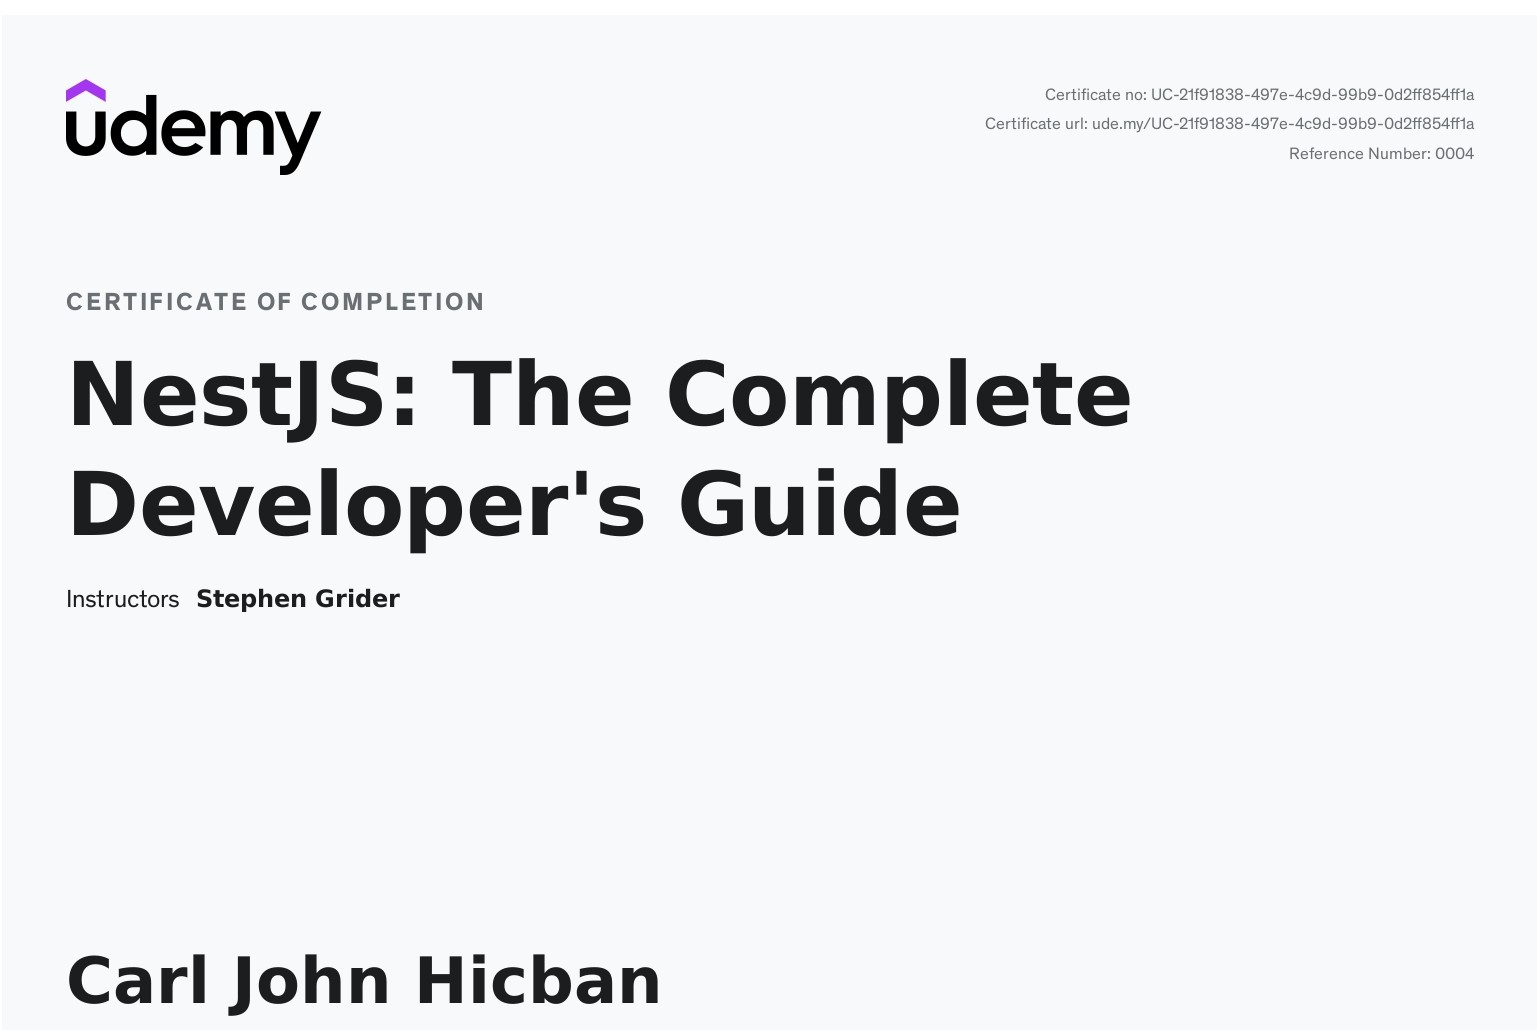 udemy
Certificate no: UC-21f91838-497e-4c9d-99b9-0d2ff854ff1a
Certificate url: ude.my/UC-21f91838-497e-4c9d-99b9-0d2ff854ff1a
Reference Number: 0004
CERTIFICATE OF COMPLETION
NestJS: The Complete
Developer's Guide
Instructors Stephen Grider
Carl John Hicban